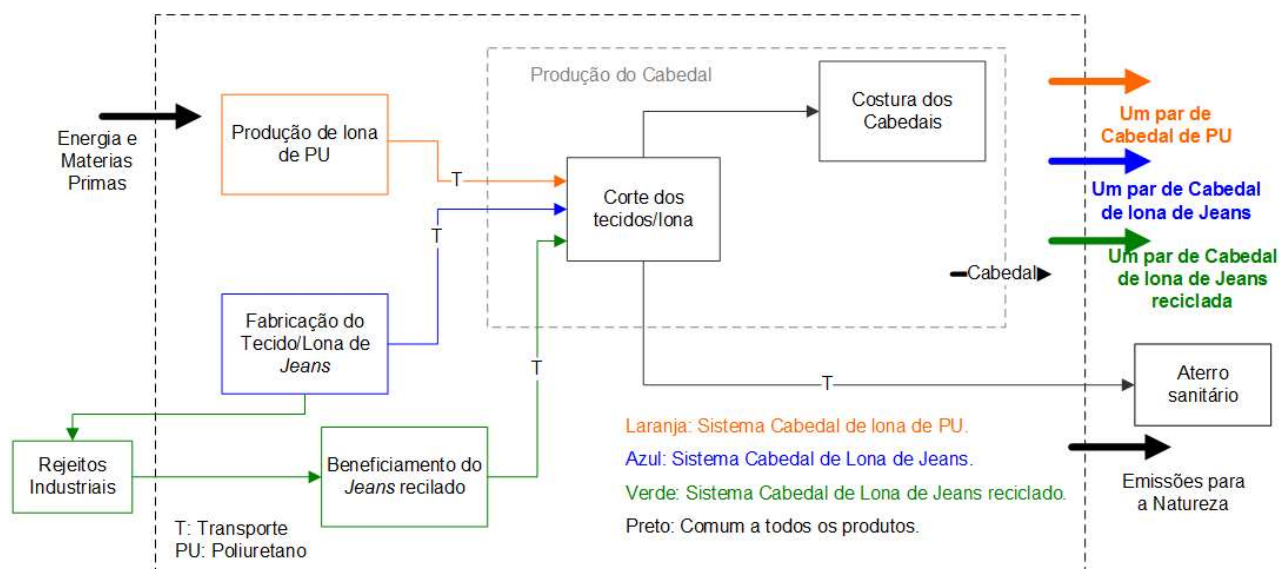 Produção do Cabedal
Energia e
Materias
Primas
Produção de lona
de PU
T
Costura dos
Cabedais
Corte dos
tecidos/lona
Um par de
Cabedal de PU
Um par de Cabedal
de lona de Jeans
Um par de Cabedal
de lona de Jeans
reciclada
T
Cabedal
Fabricação do
Tecido/Lona de
Jeans
T
T
Aterro
sanitário
Rejeitos
Industriais
Beneficiamento do
Jeans recilado
Laranja: Sistema Cabedal de lona de PU.
Azul: Sistema Cabedal de Lona de Jeans.
Verde: Sistema Cabedal de Lona de Jeans reciclado.
Preto: Comum a todos os produtos.
Emissões para
a Natureza
T: Transporte
PU: Poliuretano